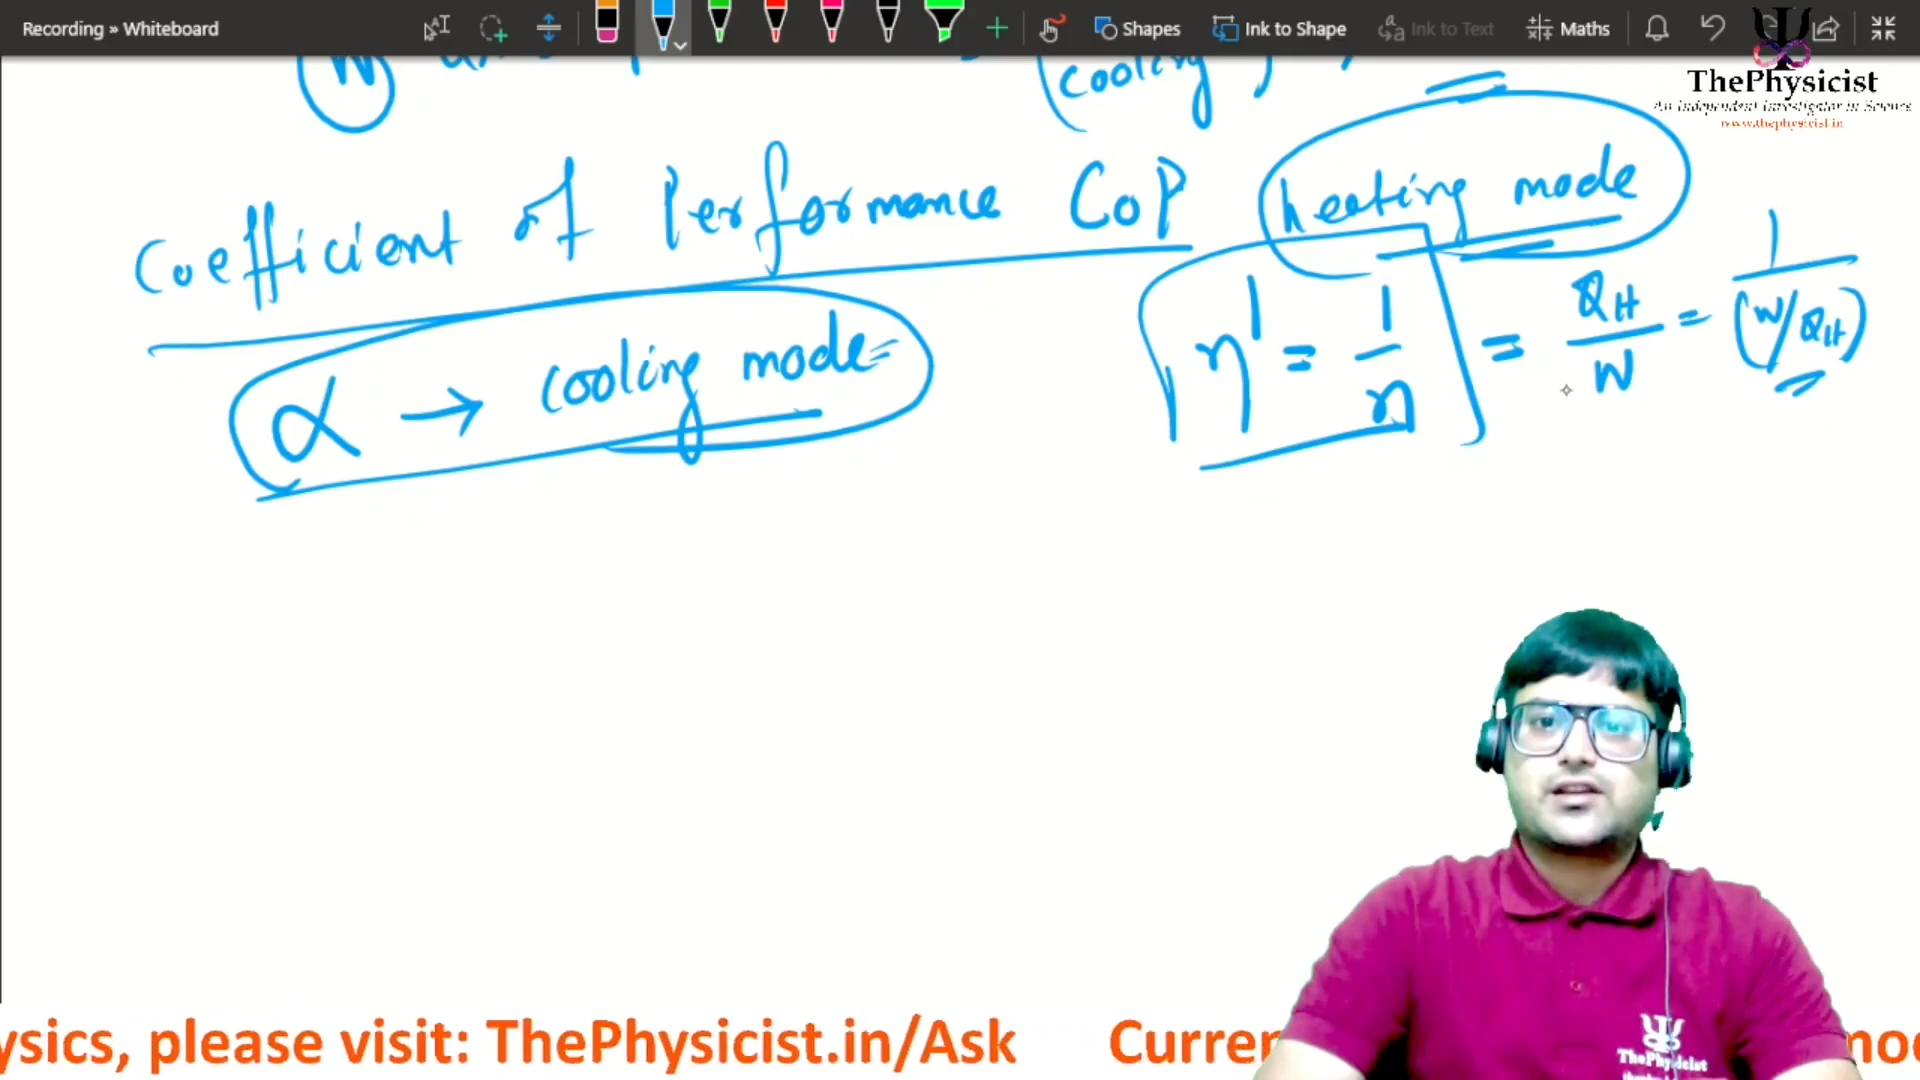 Recording » Whiteboard
Shapes
Ink to Shape
Ink to Text
Maths
ThePhysicist
An Independent Investigator in Science
www.thephysicist.in
W
cooling
Coefficient of Performance CoP
heating mode
α → cooling mode
η' = 1/η = QH/W = 1/(W/QH)
ysics, please visit: ThePhysicist.in/Ask
Curre
ThePhysicist